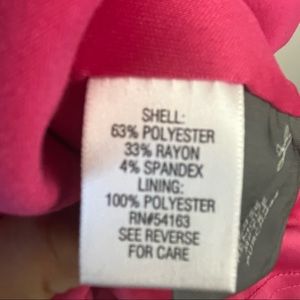 SHELL:
63% POLYESTER
33% RAYON
4% SPANDEX
LINING:
100% POLYESTER
RN#54163
SEE REVERSE
FOR CARE